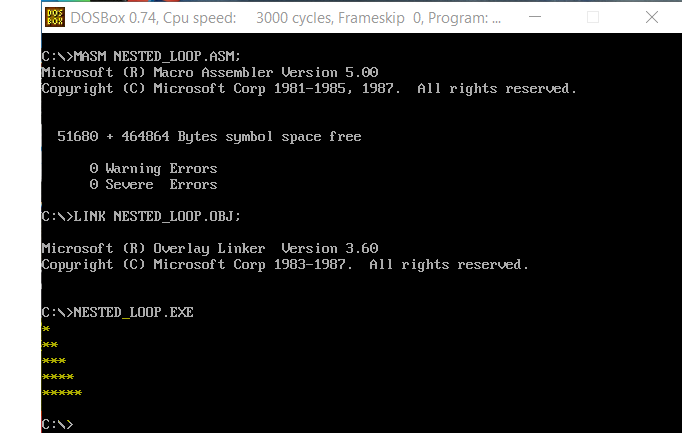 DOS BOX DOSBox 0.74, Cpu speed: 3000 cycles, Frameskip 0, Program: ...
C:\>MASM NESTED_LOOP.ASM;
Microsoft (R) Macro Assembler Version 5.00
Copyright (C) Microsoft Corp 1981-1985, 1987.  All rights reserved.
51680 + 464864 Bytes symbol space free
0 Warning Errors
0 Severe  Errors
C:\>LINK NESTED_LOOP.OBJ;
Microsoft (R) Overlay Linker  Version 3.60
Copyright (C) Microsoft Corp 1983-1987.  All rights reserved.
C:\>NESTED_LOOP.EXE
*
**
***
****
*****
C:\>